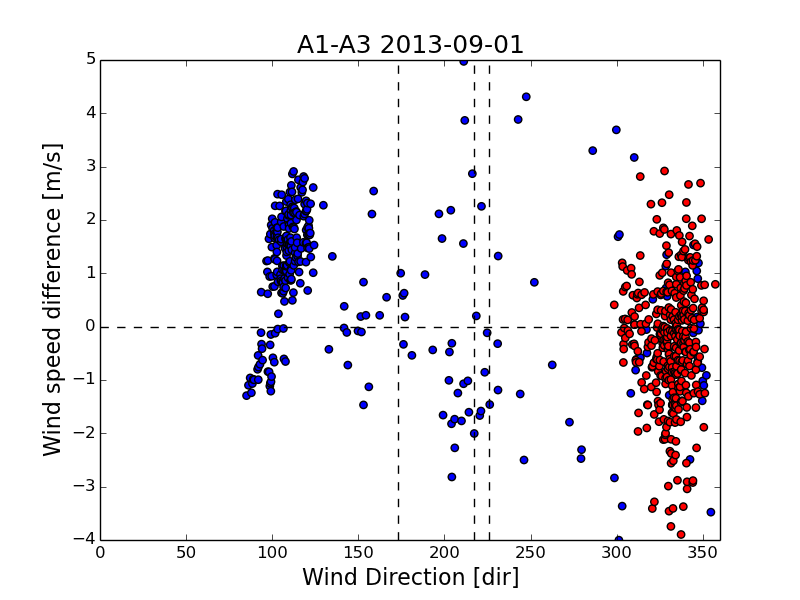 A1-A3 2013-09-01
Wind speed difference [m/s]
5
4
3
2
1
0
−1
−2
−3
−4
0 50 100 150 200 250 300 350
Wind Direction [dir]